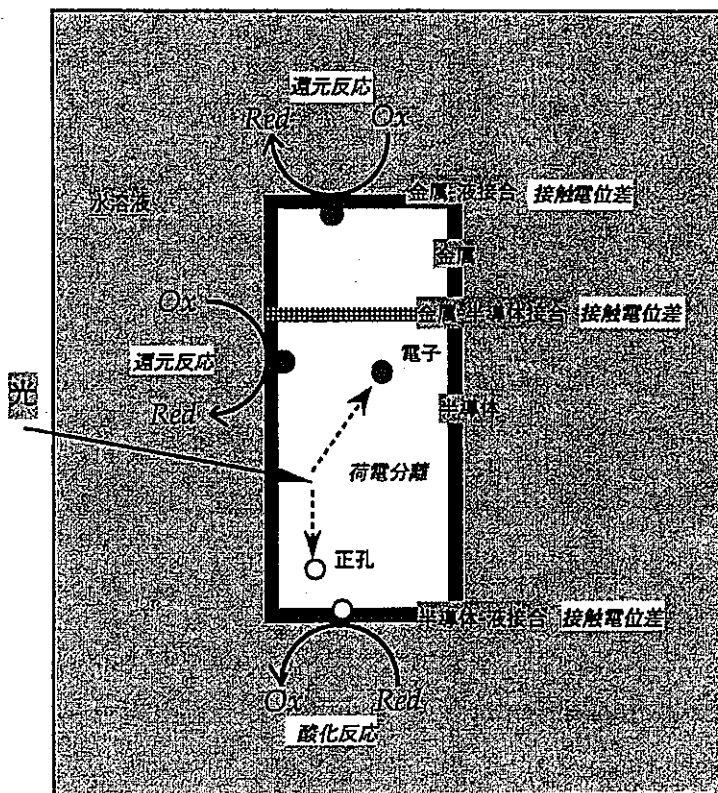 還元反応
Red
Ox
水溶液
金属-液接合 接触電位差
金属
Ox
金属-半導体接合 接触電位差
還元反応
電子
光
Red
半導体
荷電分離
正孔
半導体-液接合 接触電位差
Ox
Red
酸化反応